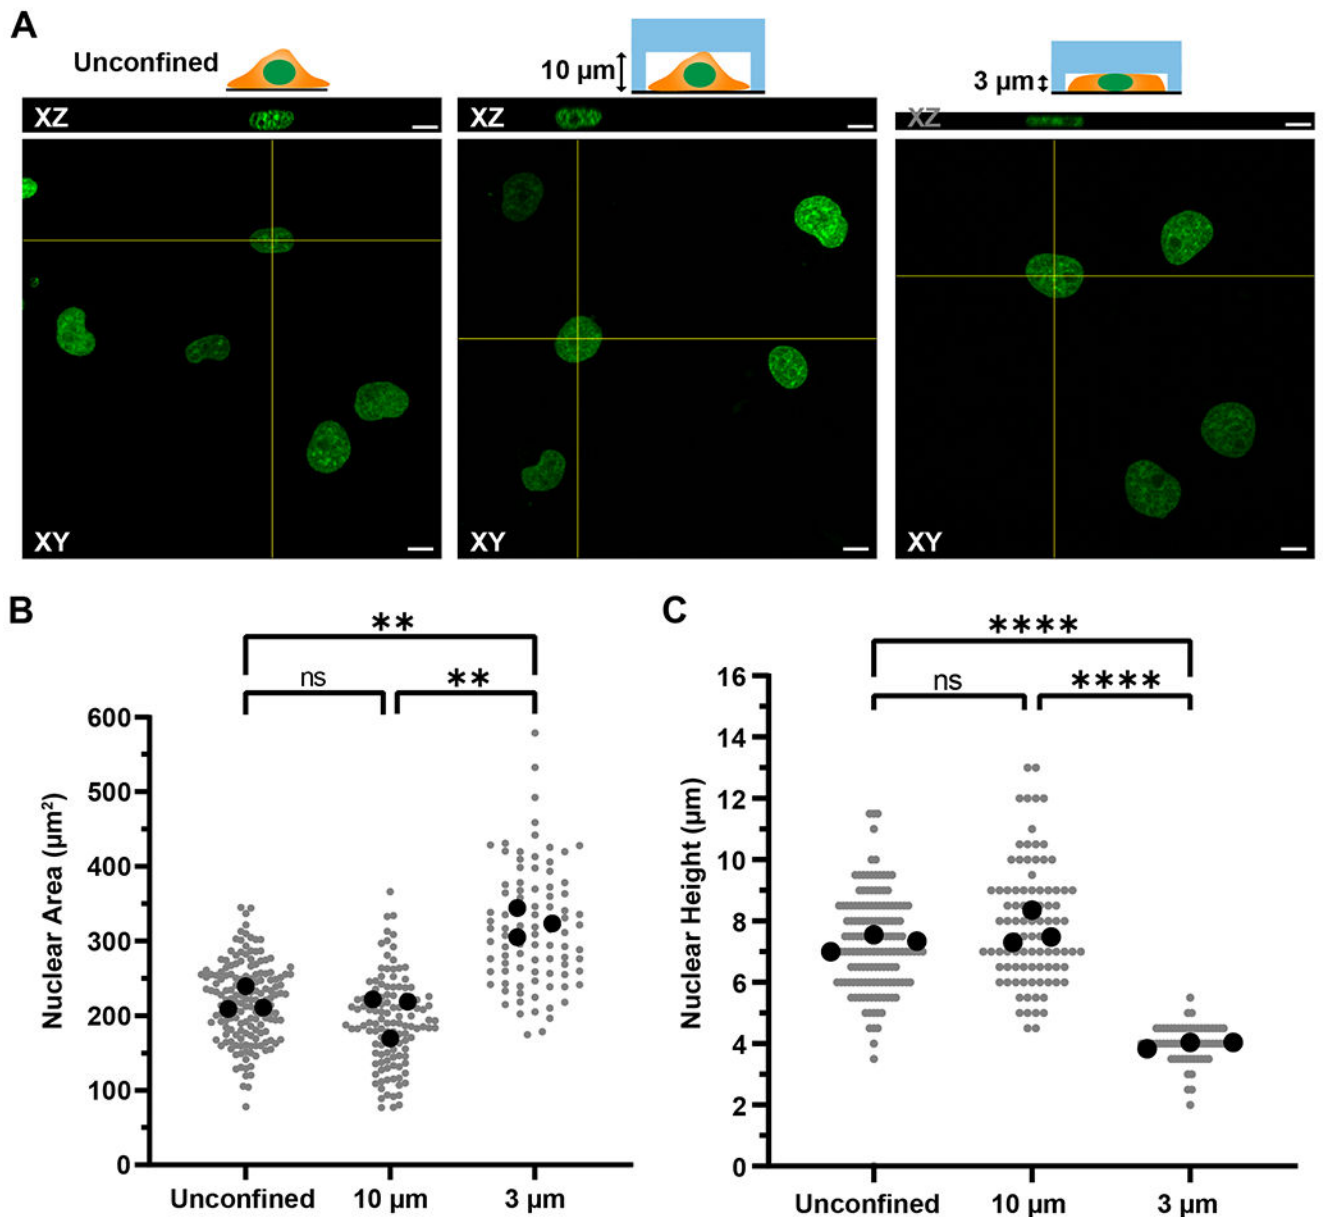 A
Unconfined
10 µm
3 µm
XZ
XZ
XZ
XY
XY
XY
B
**
ns
**
600
500
400
300
200
100
0
Nuclear Area (µm²)
Unconfined
10 µm
3 µm
C
****
ns
****
16
14
12
10
8
6
4
2
0
Nuclear Height (µm)
Unconfined
10 µm
3 µm